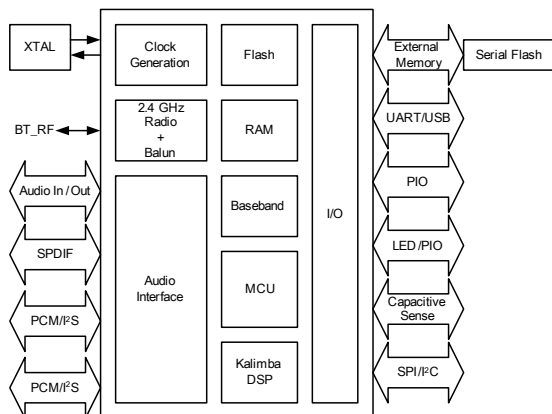 XTAL
Clock
Generation
Flash
External
Memory
Serial Flash
BT_RF
2.4 GHz
Radio
+
Balun
RAM
UART/USB
Audio In / Out
Baseband
PIO
I/O
SPDIF
LED /PIO
Audio
Interface
MCU
PCM/I²S
Capacitive
Sense
PCM/I²S
Kalimba
DSP
SPI/I²C